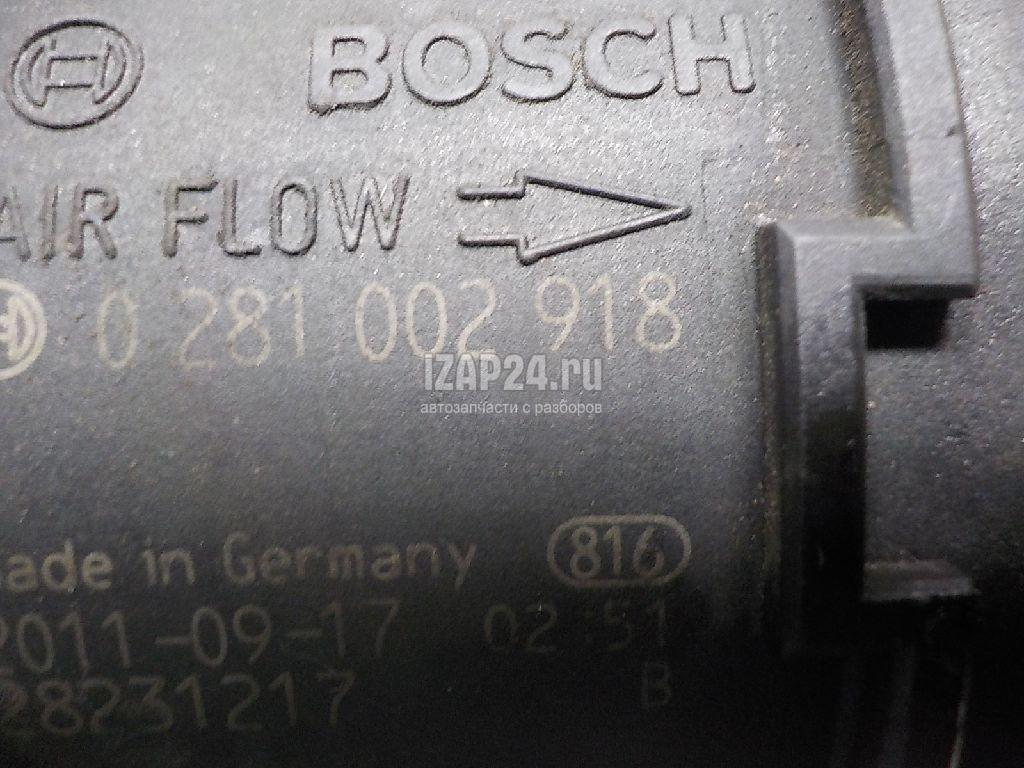 BOSCH
AIR FLOW
0 281 002 918
IZAP24.ru
автозапчасти с разборов
in Germany 816
2011-09-17 02:51
28231217 B